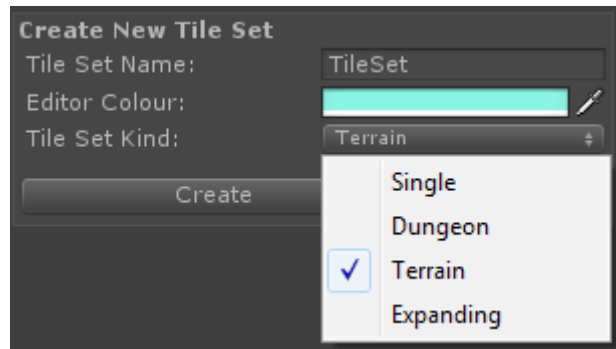 Create New Tile Set
Tile Set Name: TileSet
Editor Colour:
Tile Set Kind: Terrain
Create
Single
Dungeon
Terrain
Expanding